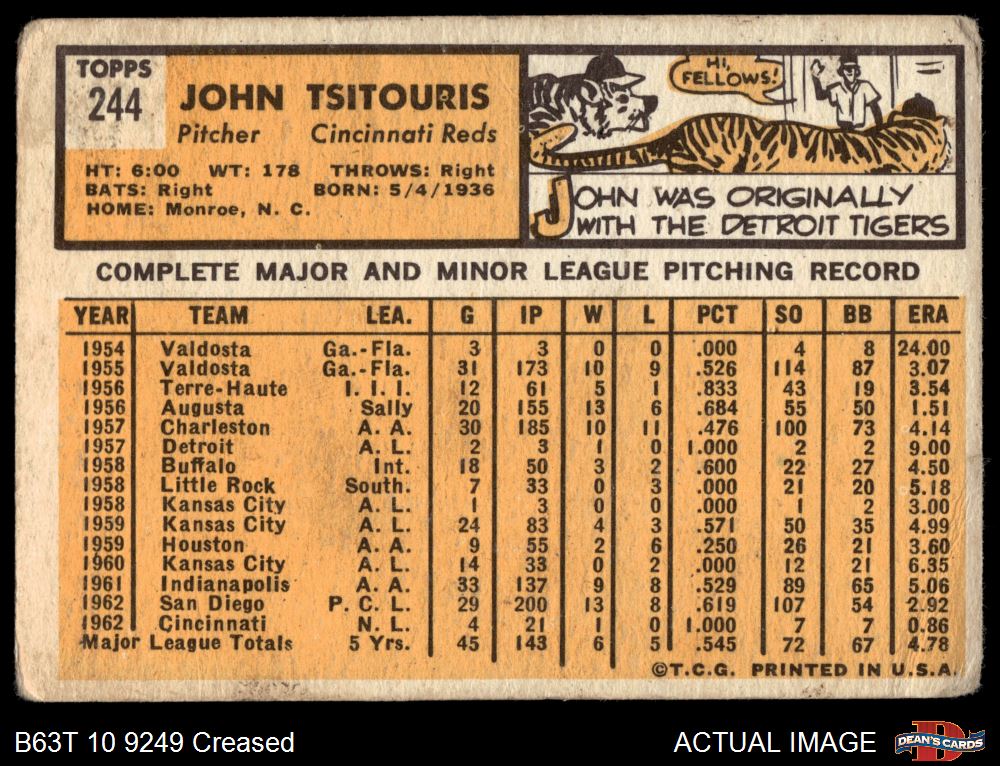 TOPPS
244
JOHN TSITOURIS
Pitcher Cincinnati Reds
HT: 6:00 WT: 178 THROWS: Right
BATS: Right BORN: 5/4/1936
HOME: Monroe, N. C.
HI, FELLOWS!
JOHN WAS ORIGINALLY
WITH THE DETROIT TIGERS
COMPLETE MAJOR AND MINOR LEAGUE PITCHING RECORD
YEAR TEAM LEA. G IP W L PCT SO BB ERA
1954 Valdosta Ga.-Fla. 3 3 0 0 .000 4 8 24.00
1955 Valdosta Ga.-Fla. 31 173 10 9 .526 114 87 3.07
1956 Terre-Haute I. I. I. 12 61 5 1 .833 43 19 3.54
1956 Augusta Sally 20 155 13 6 .684 55 50 1.51
1957 Charleston A. A. 30 185 10 11 .476 100 73 4.14
1957 Detroit A. L. 2 3 1 0 1.000 2 2 9.00
1958 Buffalo Int. 18 50 3 2 .600 22 27 4.50
1958 Little Rock South. 7 33 0 3 .000 21 20 5.18
1958 Kansas City A. L. 1 3 0 0 .000 1 2 3.00
1959 Kansas City A. L. 24 83 4 3 .571 50 35 4.99
1959 Houston A. A. 9 55 2 6 .250 26 21 3.60
1960 Kansas City A. L. 14 33 0 2 .000 12 21 6.35
1961 Indianapolis A. A. 33 137 9 8 .529 89 65 5.06
1962 San Diego P. C. L. 29 200 13 8 .619 107 54 2.92
1962 Cincinnati N. L. 4 21 1 0 1.000 7 7 0.86
Major League Totals 5 Yrs. 45 143 6 5 .545 72 67 4.78
©T.C.G. PRINTED IN U.S.A.
B63T 10 9249 Creased ACTUAL IMAGE DEAN'S CARDS